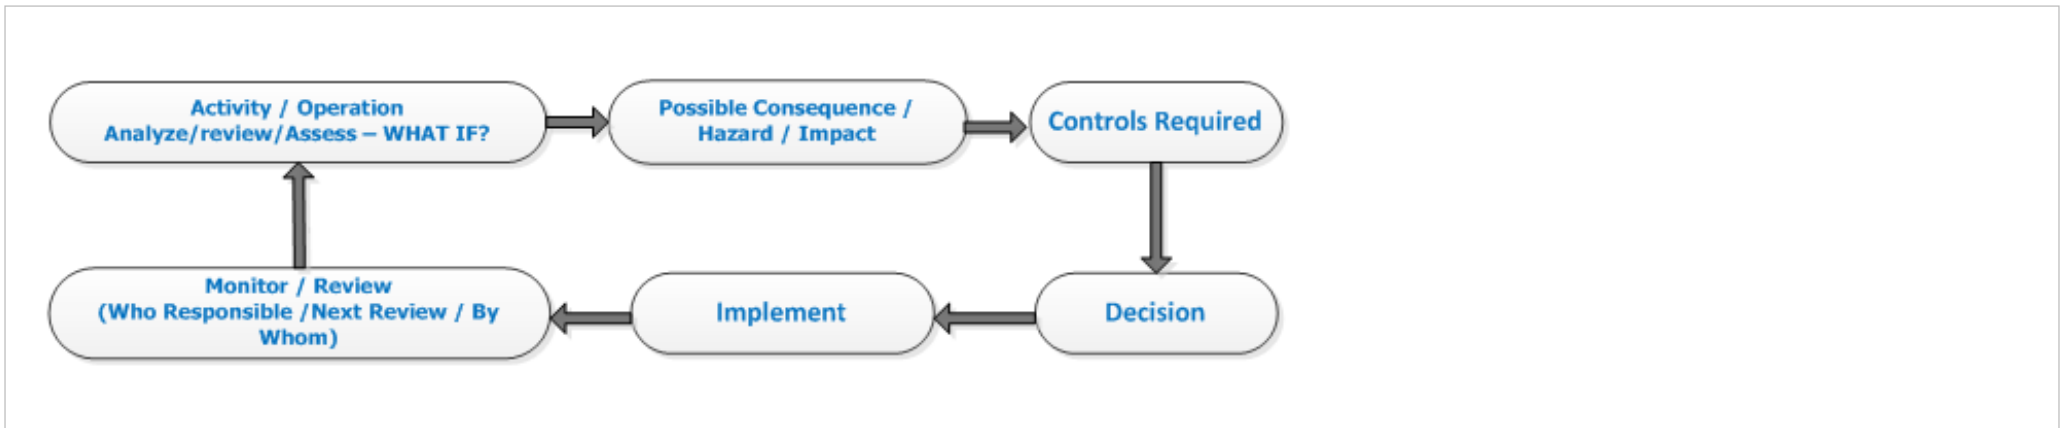 Activity / Operation
Analyze/review/Assess – WHAT IF?
Possible Consequence /
Hazard / Impact
Controls Required
Decision
Implement
Monitor / Review
(Who Responsible /Next Review / By
Whom)